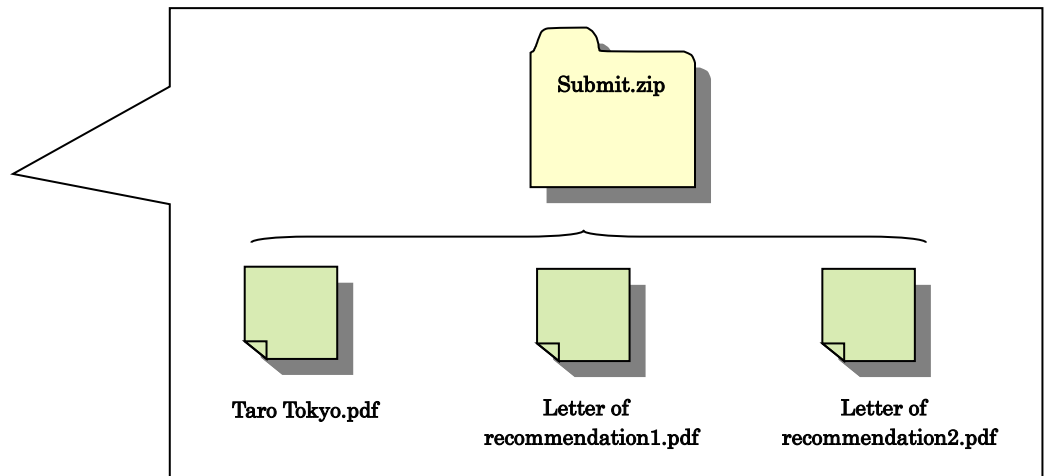 Submit.zip
Taro Tokyo.pdf
Letter of
recommendation1.pdf
Letter of
recommendation2.pdf